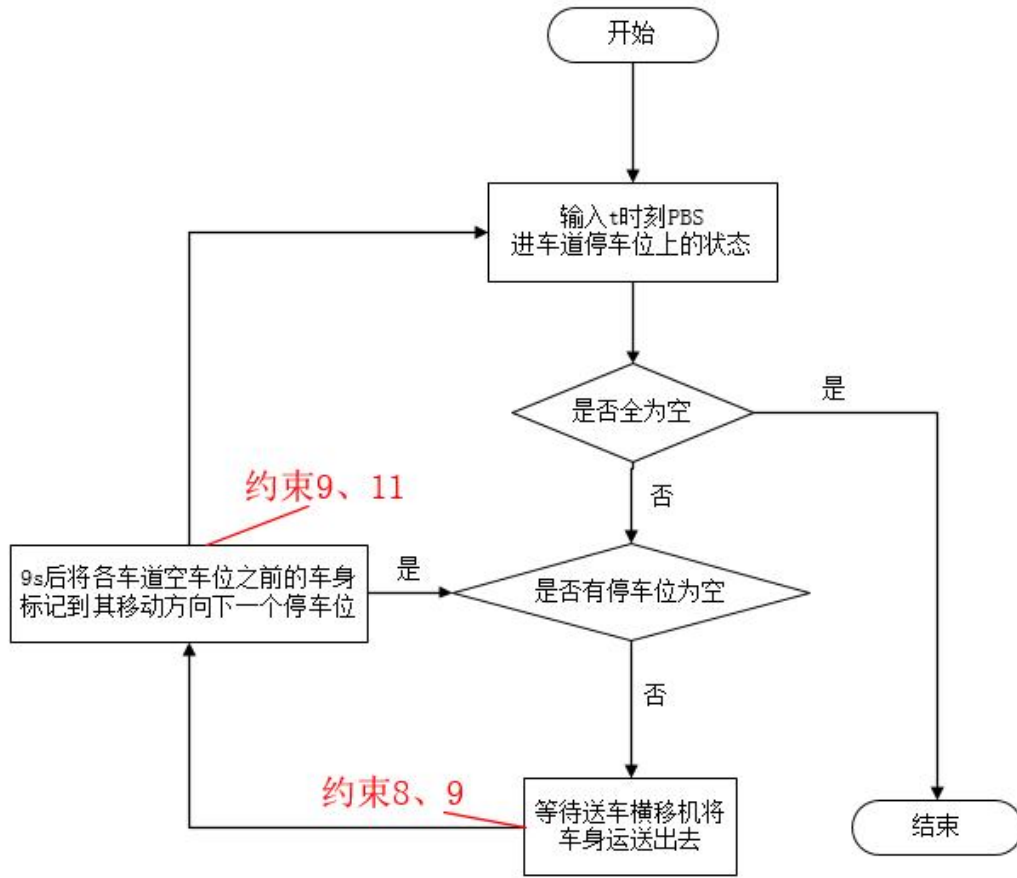 开始
输入t时刻PBS
进车道停车位上的状态
是否全为空
是
否
约束9、11
9s后将各车道空车位之前的车身
标记到其移动方向下一个停车位
是
是否有停车位为空
否
约束8、9
等待送车横移机将
车身运送出去
结束